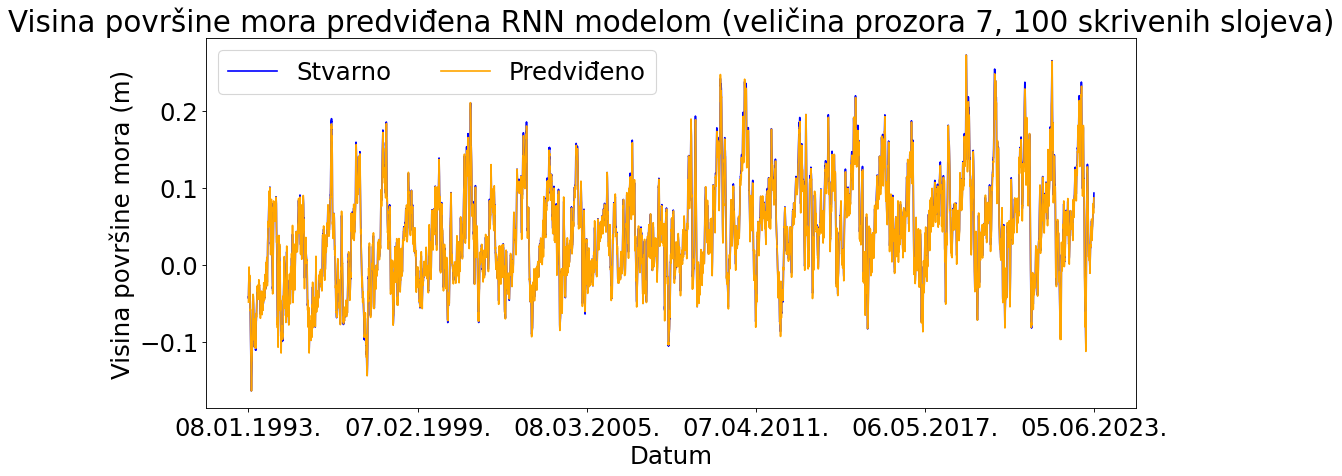 Visina površine mora predviđena RNN modelom (veličina prozora 7, 100 skrivenih slojeva)
Stvarno Predviđeno
Visina površine mora (m)
0.2
0.1
0.0
−0.1
08.01.1993. 07.02.1999. 08.03.2005. 07.04.2011. 06.05.2017. 05.06.2023.
Datum